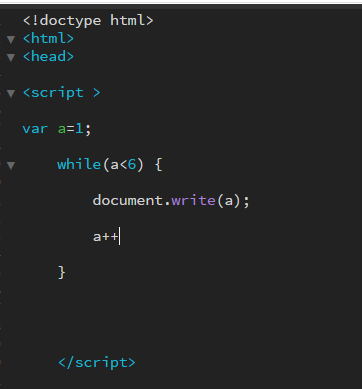 <!doctype html>
<html>
<head>
<script >
var a=1;
while(a<6) {
document.write(a);
a++
}
</script>